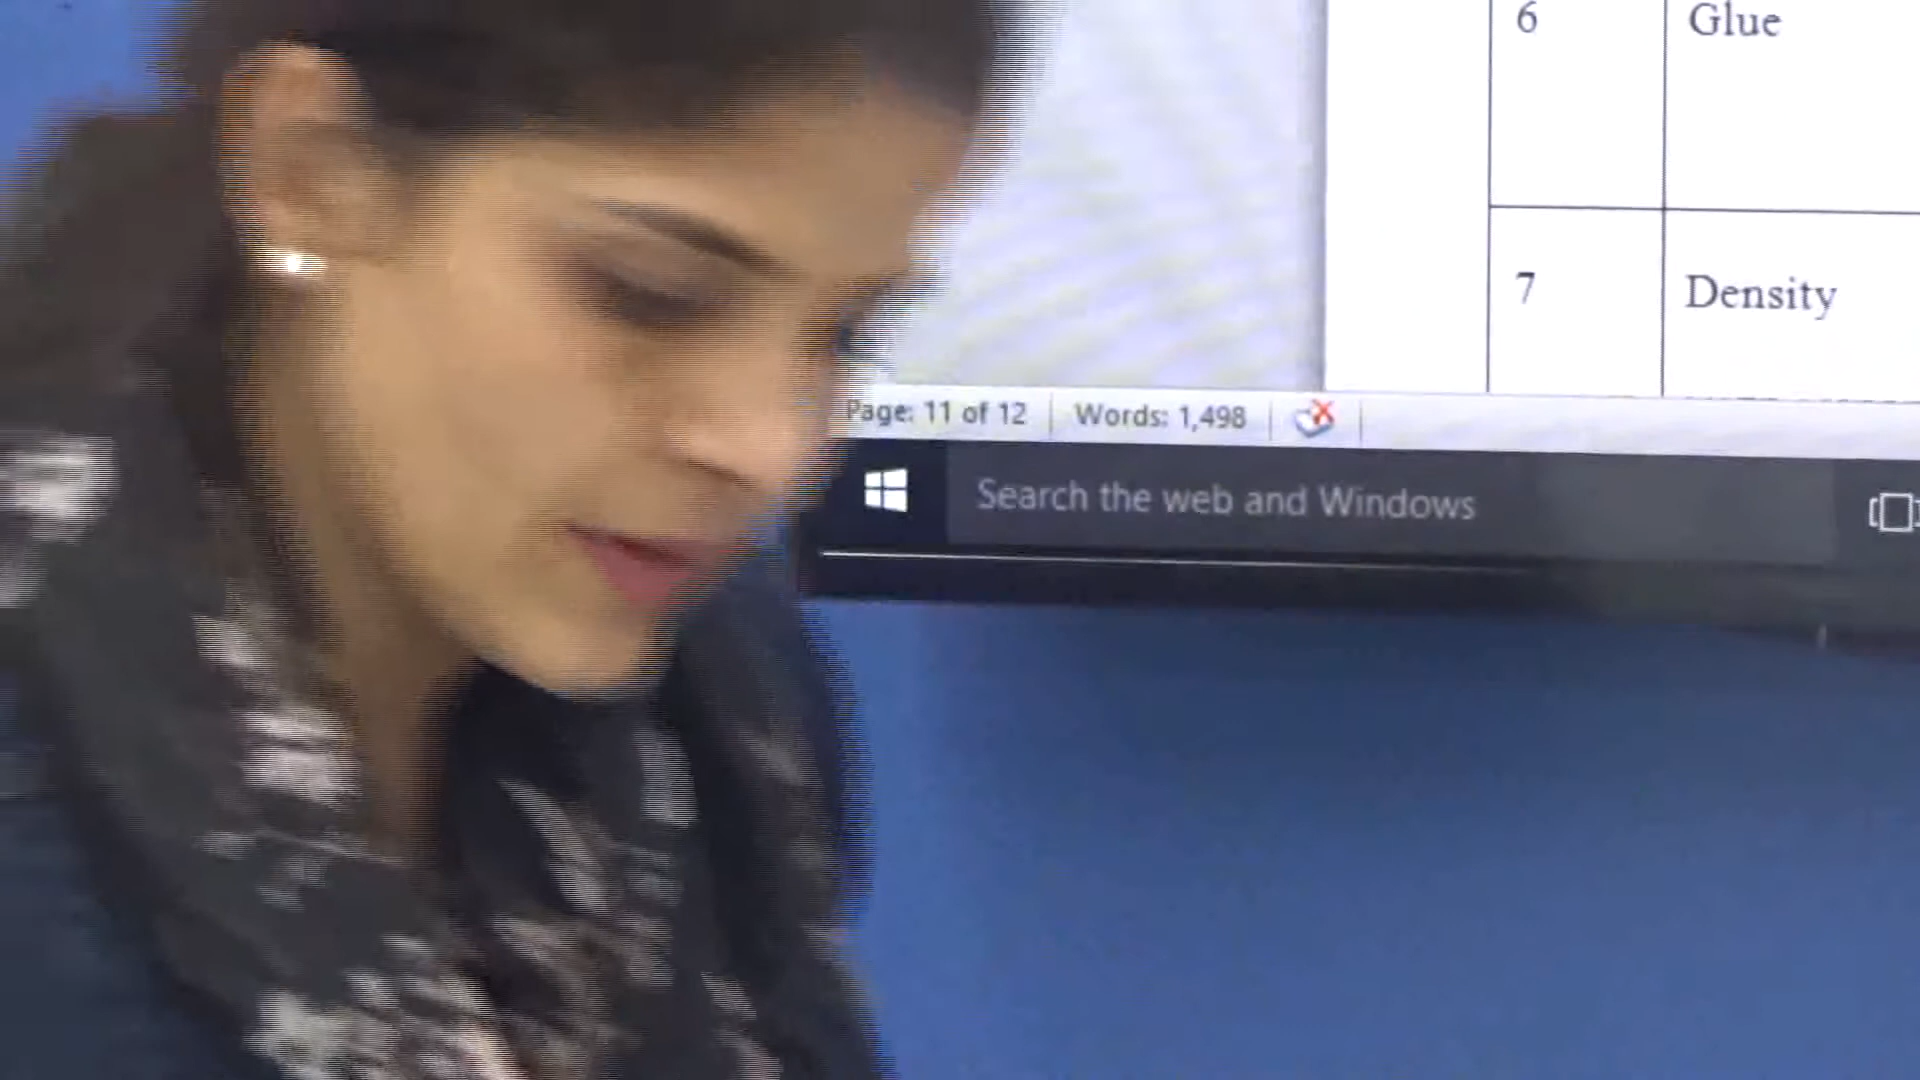 6 Glue
7 Density
Page: 11 of 12 Words: 1,498
Search the web and Windows